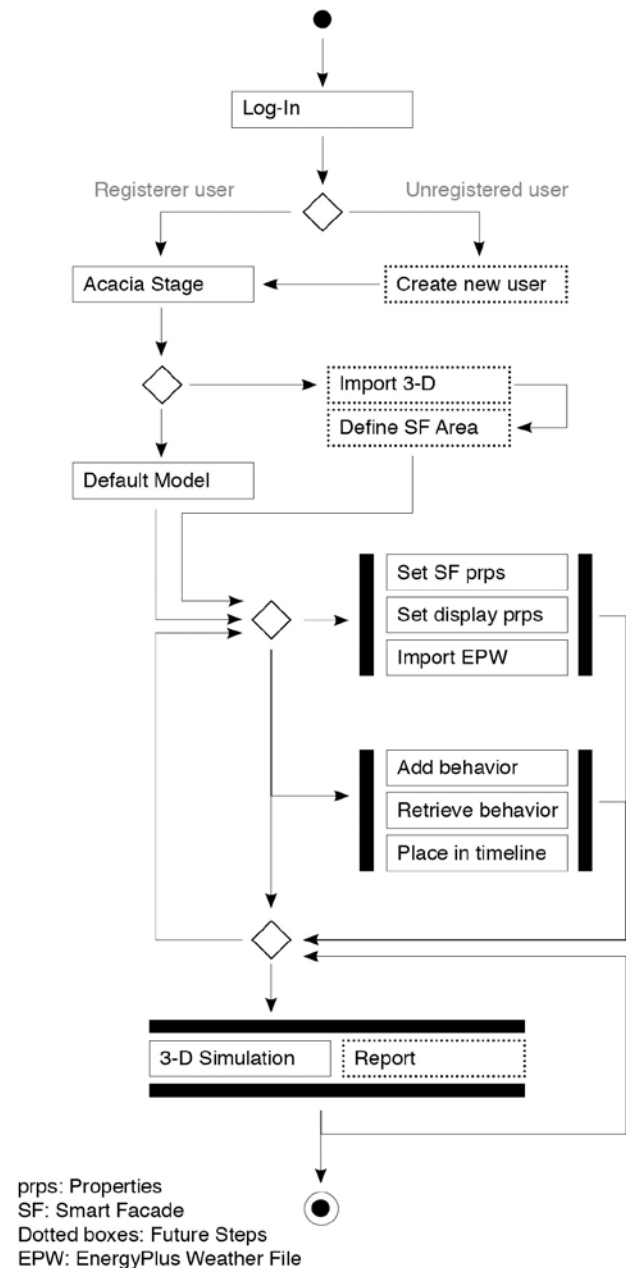 Log-In
Registerer user
Unregistered user
Acacia Stage
Create new user
Import 3-D
Define SF Area
Default Model
Set SF prps
Set display prps
Import EPW
Add behavior
Retrieve behavior
Place in timeline
3-D Simulation
Report
prps: Properties
SF: Smart Facade
Dotted boxes: Future Steps
EPW: EnergyPlus Weather File